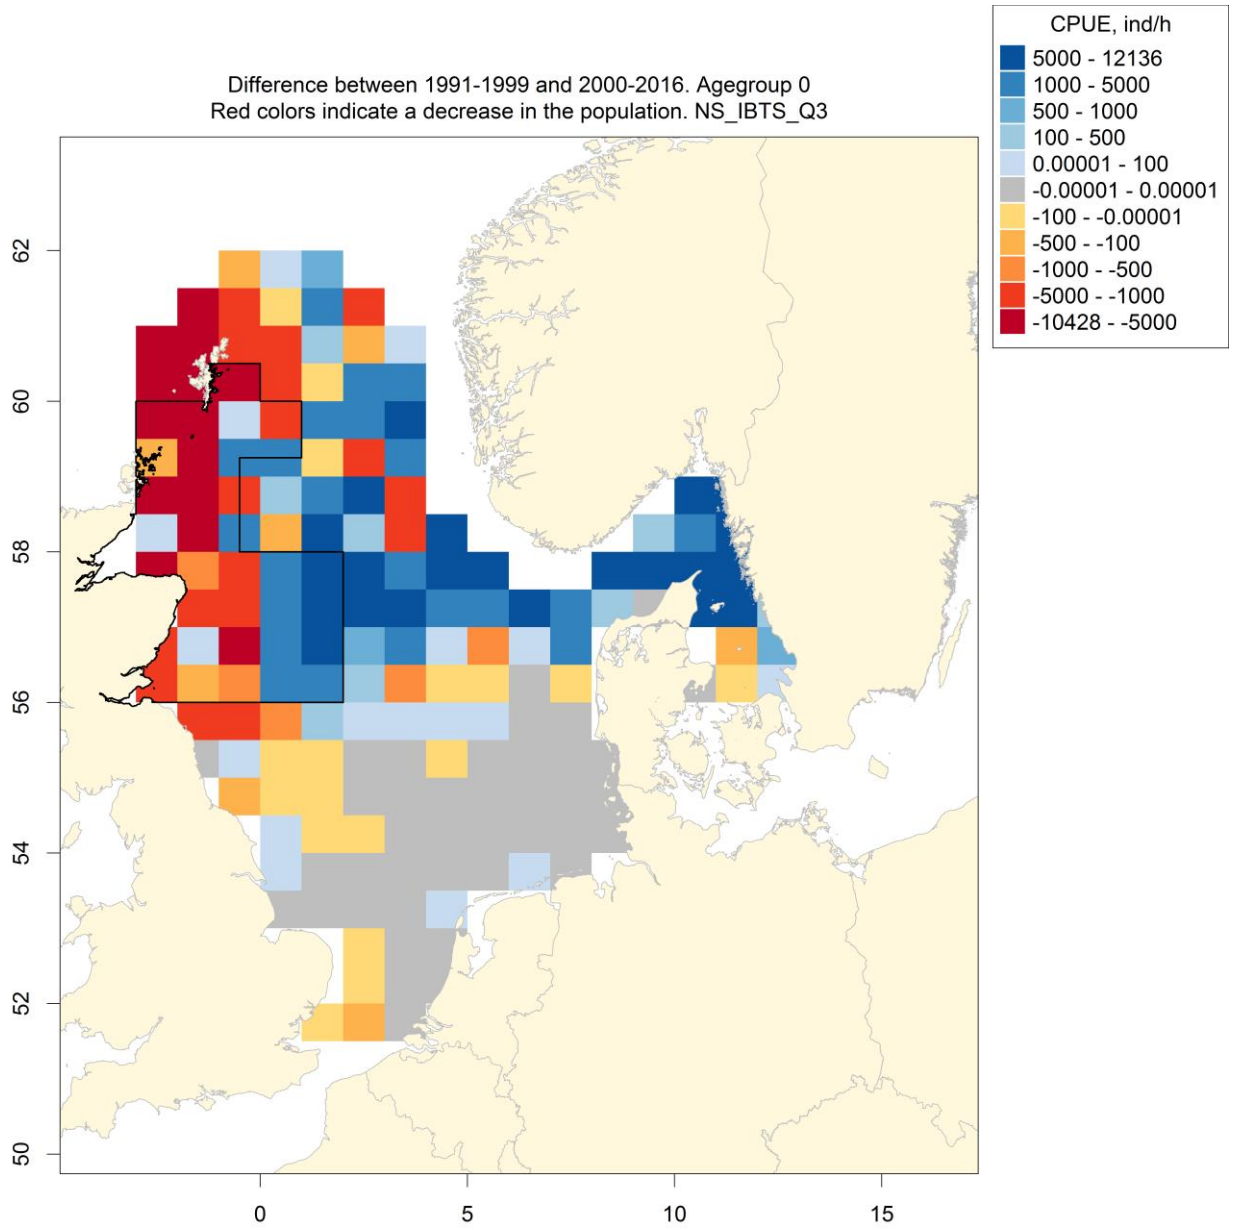 CPUE, ind/h
5000 - 12136
1000 - 5000
500 - 1000
100 - 500
0.00001 - 100
-0.00001 - 0.00001
-100 - -0.00001
-500 - -100
-1000 - -500
-5000 - -1000
-10428 - -5000
Difference between 1991-1999 and 2000-2016. Agegroup 0
Red colors indicate a decrease in the population. NS_IBTS_Q3
62
60
58
56
54
52
50
0 5 10 15